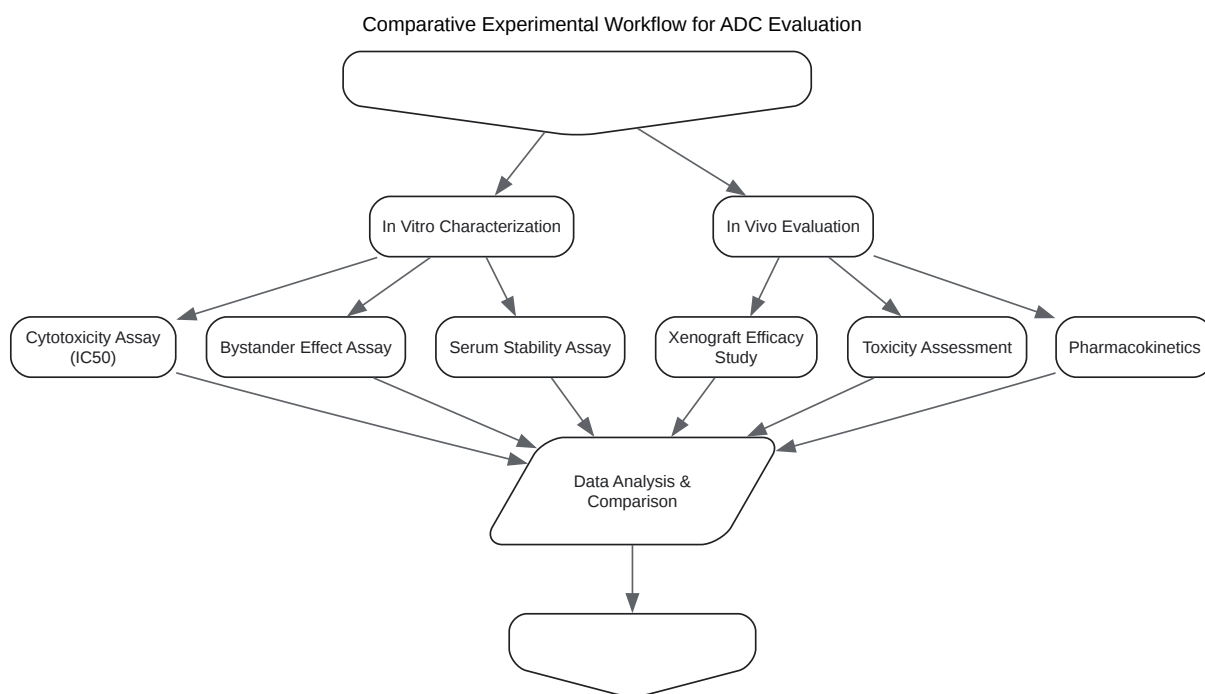 Comparative Experimental Workflow for ADC Evaluation
In Vitro Characterization
In Vivo Evaluation
Cytotoxicity Assay
(IC50)
Bystander Effect Assay
Serum Stability Assay
Xenograft Efficacy
Study
Toxicity Assessment
Pharmacokinetics
Data Analysis &
Comparison